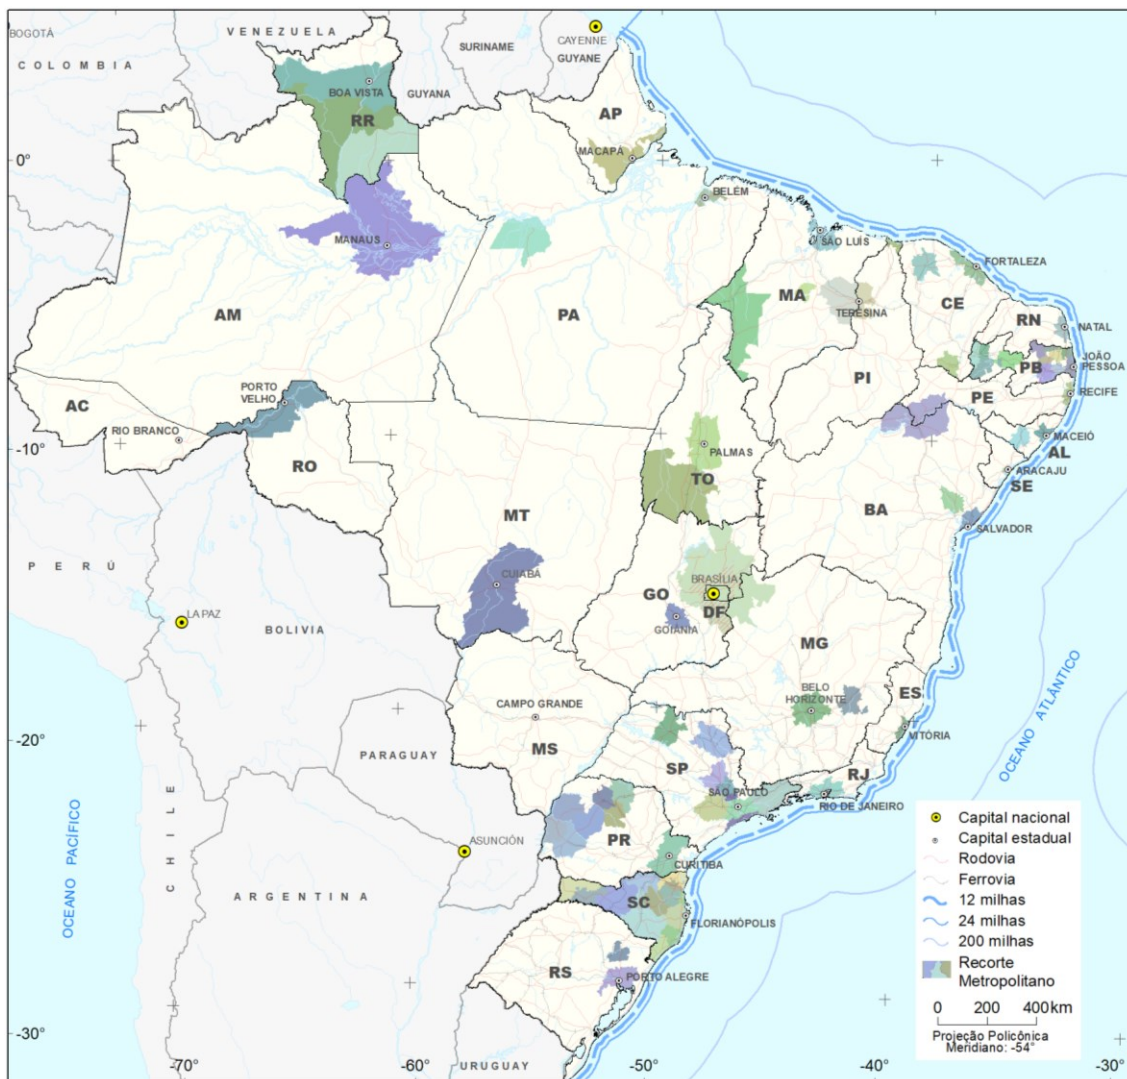 BOGOTÁ
VENEZUELA
CAYENNE
COLOMBIA
SURINAME
GUYANE
BOA VISTA
GUYANA
RR
AP
MACAPÁ
0°
BELÉM
MANAUS
SÃO LUÍS
FORTALEZA
AM
PA
MA
TERESINA
CE
RN
NATAL
PB
JOÃO
PESSOA
PI
PE
RECIFE
AC
PORTO
VELHO
RIO BRANCO
-10°
RO
PALMAS
TO
MACEIÓ
AL
ARACAJU
SE
MT
BA
SALVADOR
PERÚ
CUIABÁ
BRASÍLIA
GO
DF
GOIÂNIA
LA PAZ
BOLIVIA
MG
BELO
HORIZONTE
ES
VITÓRIA
OCEANO ATLÂNTICO
CAMPO GRANDE
MS
-20°
PARAGUAY
SP
RJ
SÃO PAULO
RIO DE JANEIRO
OCEANO PACÍFICO
CHILE
ASUNCIÓN
PR
CURITIBA
ARGENTINA
SC
FLORIANÓPOLIS
RS
PORTO ALEGRE
-30°
URUGUAY
-70°
-60°
-50°
-40°
-30°
Capital nacional
Capital estadual
Rodovia
Ferrovia
12 milhas
24 milhas
200 milhas
Recorte
Metropolitano
0 200 400 km
Projeção Policônica
Meridiano: -54°